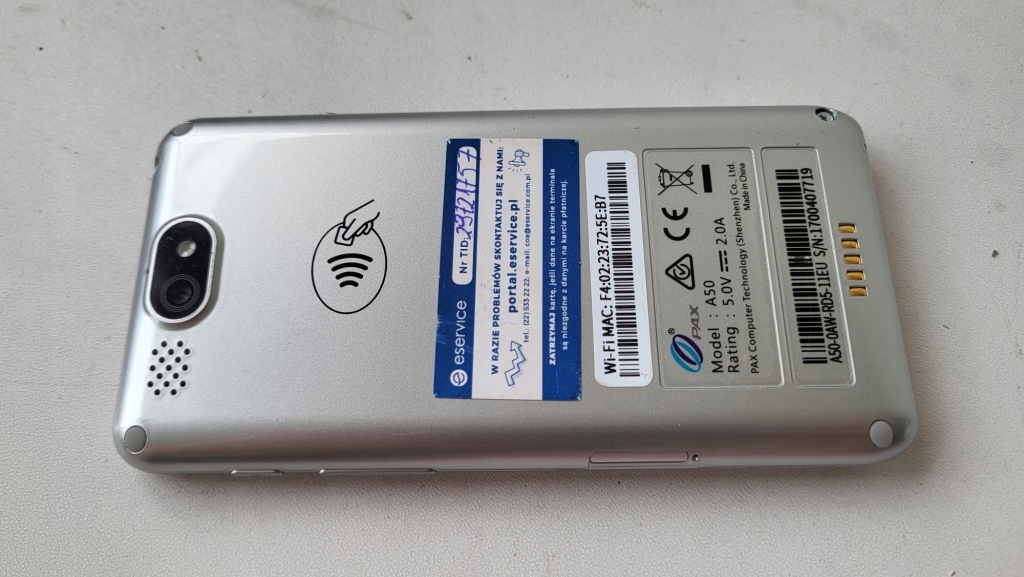 eservice
Nr TID:
W RAZIE PROBLEMÓW SKONTAKTUJ SIĘ Z NAMI:
portal.eservice.pl
tel.: (22) 533 22 22; e-mail: coa@eservice.com.pl
ZATRZYMAJ kartę, jeśli dane na ekranie terminala
są niezgodne z danymi na karcie płatniczej.
Wi-Fi MAC: F4:02:23:72:5E:B7
PAX®
CE
Model : A50
Rating : 5.0V 2.0A
PAX Computer Technology (Shenzhen) Co., Ltd.
Made in China
A50-0AW-RD5-11EU S/N:1700407719